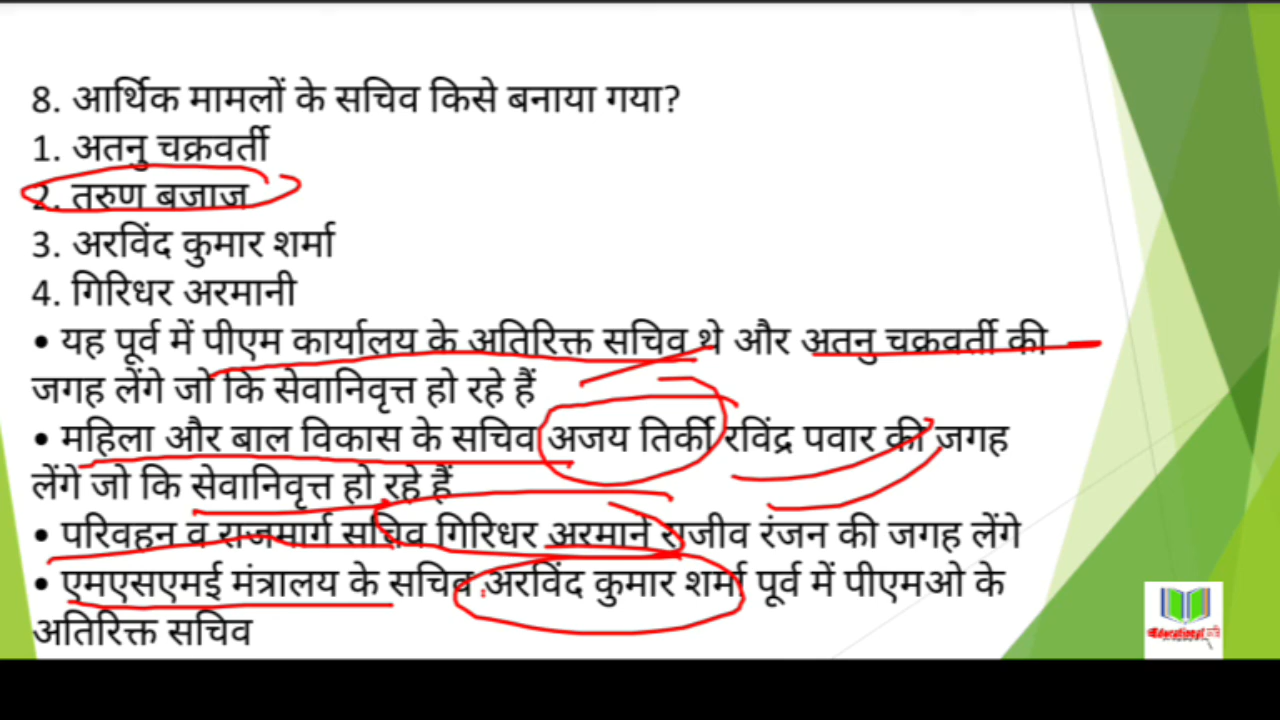 8. आर्थिक मामलों के सचिव किसे बनाया गया?
1. अतनु चक्रवर्ती
2. तरुण बजाज
3. अरविंद कुमार शर्मा
4. गिरिधर अरमानी
• यह पूर्व में पीएम कार्यालय के अतिरिक्त सचिव थे और अतनु चक्रवर्ती की
जगह लेंगे जो कि सेवानिवृत्त हो रहे हैं
• महिला और बाल विकास के सचिव अजय तिर्की रविंद्र पवार की जगह
लेंगे जो कि सेवानिवृत्त हो रहे हैं
• परिवहन व राजमार्ग सचिव गिरिधर अरमाने राजीव रंजन की जगह लेंगे
• एमएसएमई मंत्रालय के सचिव अरविंद कुमार शर्मा पूर्व में पीएमओ के
अतिरिक्त सचिव
Educational